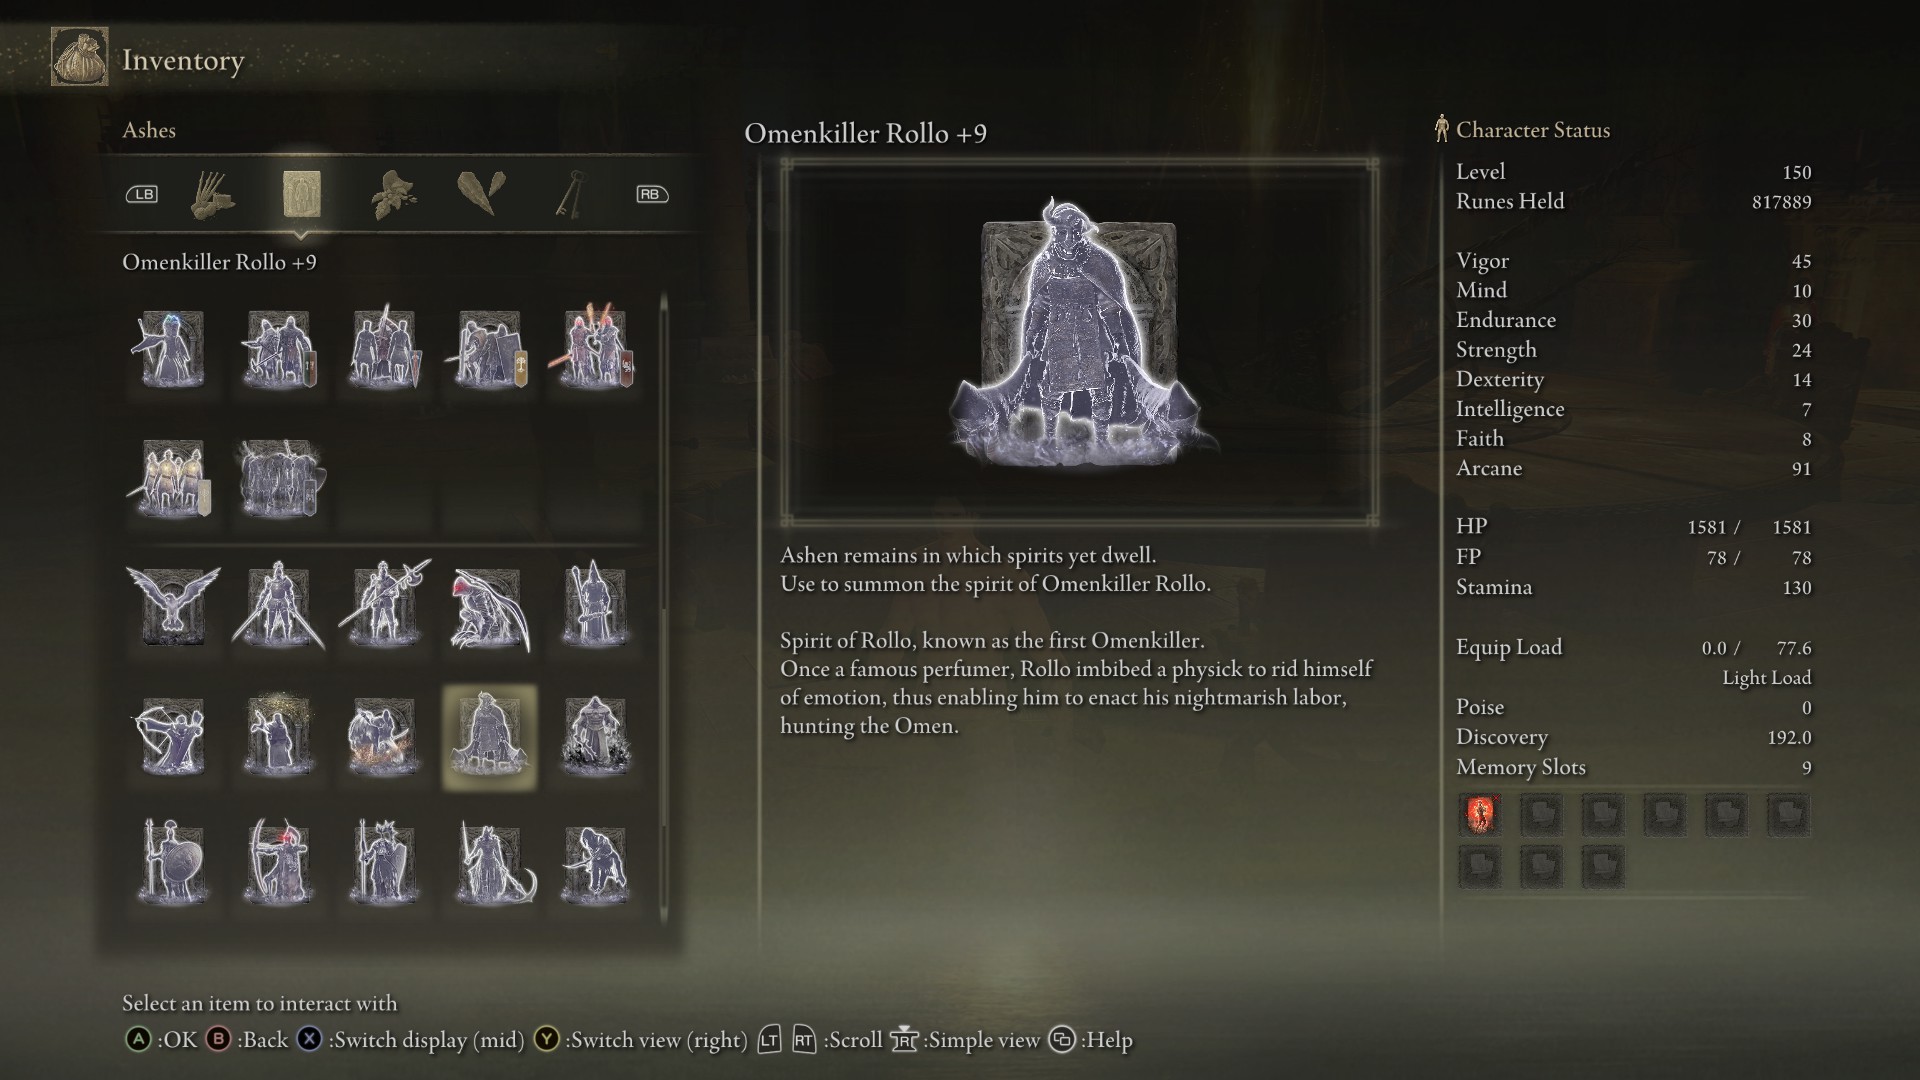 Inventory
Ashes
LB
RB
Omenkiller Rollo +9
Omenkiller Rollo +9
Ashen remains in which spirits yet dwell.
Use to summon the spirit of Omenkiller Rollo.
Spirit of Rollo, known as the first Omenkiller.
Once a famous perfumer, Rollo imbibed a physick to rid himself
of emotion, thus enabling him to enact his nightmarish labor,
hunting the Omen.
Character Status
Level 150
Runes Held 817889
Vigor 45
Mind 10
Endurance 30
Strength 24
Dexterity 14
Intelligence 7
Faith 8
Arcane 91
HP 1581 / 1581
FP 78 / 78
Stamina 130
Equip Load 0.0 / 77.6
Light Load
Poise 0
Discovery 192.0
Memory Slots 9
Select an item to interact with
A :OK B :Back X :Switch display (mid) Y :Switch view (right) LT RT :Scroll R :Simple view :Help